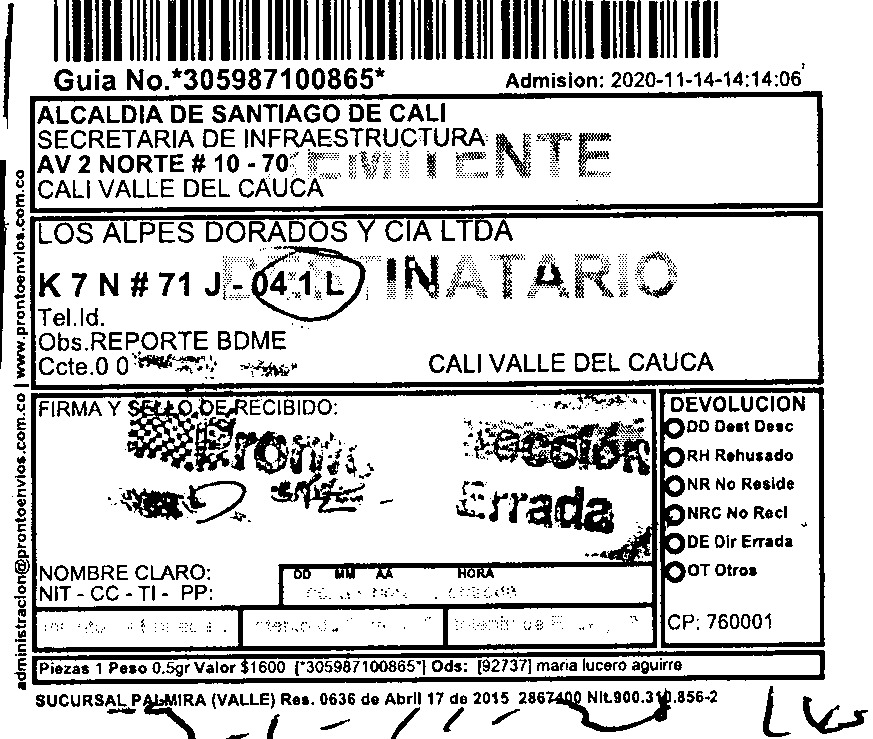 Guia No.*305987100865*
Admision: 2020-11-14-14:14:06
ALCALDIA DE SANTIAGO DE CALI
SECRETARIA DE INFRAESTRUCTURA
AV 2 NORTE # 10 - 70
REMITENTE
CALI VALLE DEL CAUCA
LOS ALPES DORADOS Y CIA LTDA
K 7 N # 71 J - 04 1 L
DESTINATARIO
Tel.Id.
Obs.REPORTE BDME
Ccte.0 0
CALI VALLE DEL CAUCA
www.prontoenvios.com.co
administracion@prontoenvios.com.co
FIRMA Y SELLO DE RECIBIDO:
Errada
DEVOLUCION
DD Dest Desc
RH Rehusado
NR No Reside
NRC No Recl
DE Dir Errada
OT Otros
NOMBRE CLARO:
NIT - CC - TI - PP:
DD MM AA HORA
CP: 760001
Piezas 1 Peso 0.5gr Valor $1600 [*305987100865*] Ods: [92737] maria lucero aguirre
SUCURSAL PALMIRA (VALLE) Res. 0636 de Abril 17 de 2015 2867400 Nit.900.310.856-2